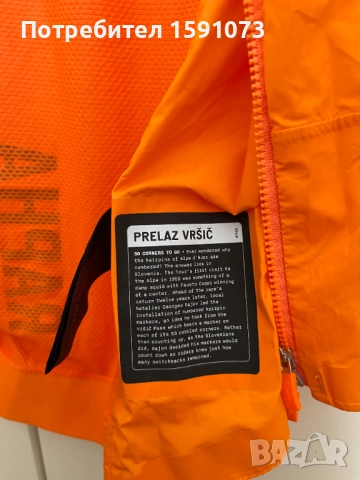 Потребител 1591073
PRELAZ VRŠIČ
50 CORNERS TO GO - Ever wondered why
the hairpins of Alpe d'Huez are
numbered? The answer lies in
Slovenia. The Tour's first visit to
the Alpe in 1952 was something of a
damp squib with Fausto Coppi winning
at a canter. Ahead of the race's
return twelve years later, local
hotelier Georges Rajon led the
installation of numbered hairpin
markers, an idea he took from the
Vršič Pass which bears a marker on
each of its 50 cobbled corners. Rather
than counting up, as the Slovenians
did, Rajon decided his markers would
count down so riders knew just how
many switchbacks remained.
BAZAR
bg